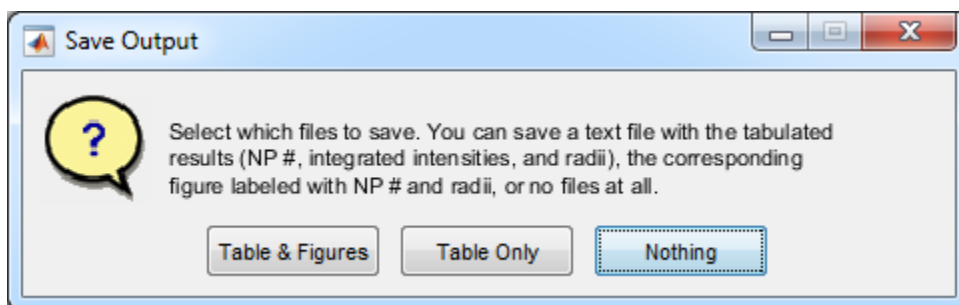 Save Output
?
Select which files to save. You can save a text file with the tabulated
results (NP #, integrated intensities, and radii), the corresponding
figure labeled with NP # and radii, or no files at all.
Table & Figures Table Only Nothing